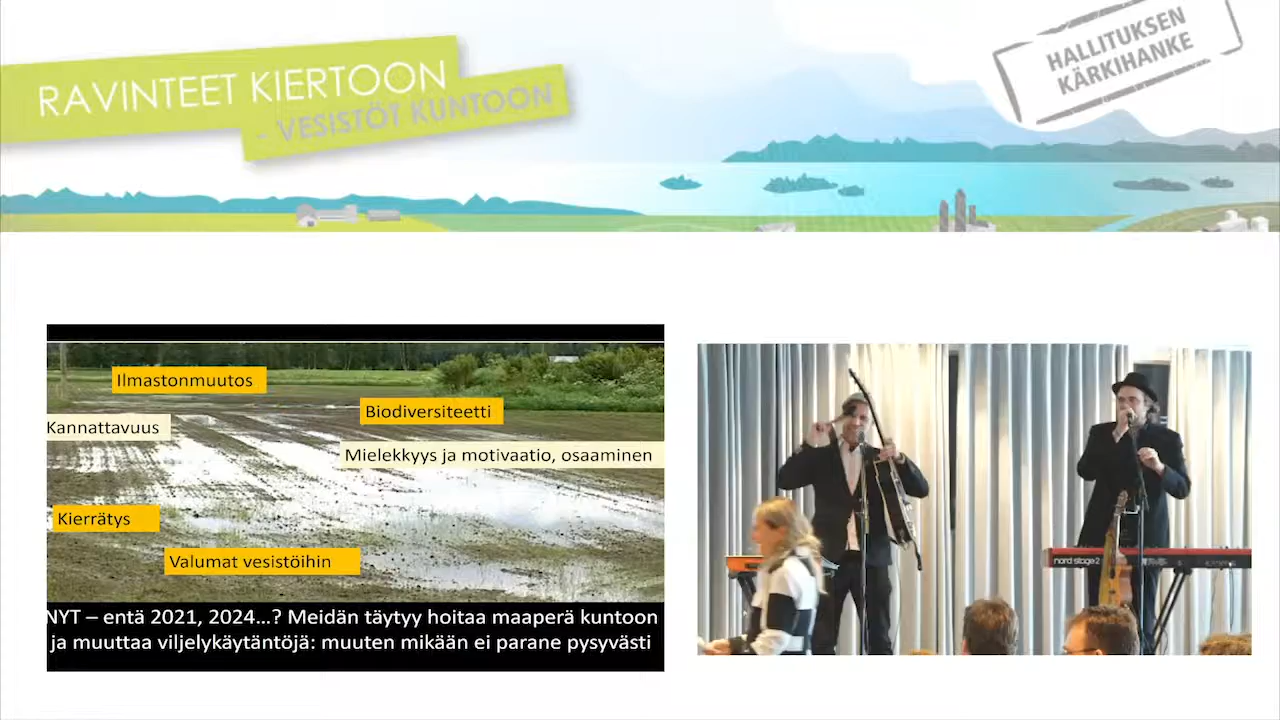 RAVINTEET KIERTOON
- VESISTÖT KUNTOON
HALLITUKSEN
KÄRKIHANKE
Ilmastonmuutos
Biodiversiteetti
Kannattavuus
Mielekkyys ja motivaatio, osaaminen
Kierrätys
Valumat vesistöihin
NYT – entä 2021, 2024...? Meidän täytyy hoitaa maaperä kuntoon
ja muuttaa viljelykäytäntöjä: muuten mikään ei parane pysyvästi
nord stage 2